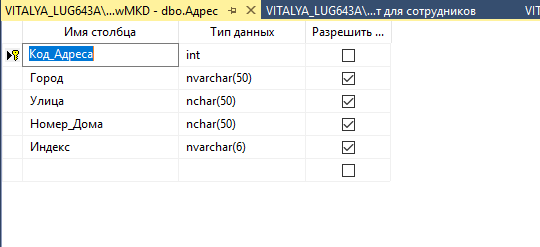 VITALYA_LUG643A\...wMKD - dbo.Адрес VITALYA_LUG643A\...т для сотрудников VIT
Имя столбца Тип данных Разрешить ...
Код_Адреса int
Город nvarchar(50)
Улица nchar(50)
Номер_Дома nchar(50)
Индекс nvarchar(6)